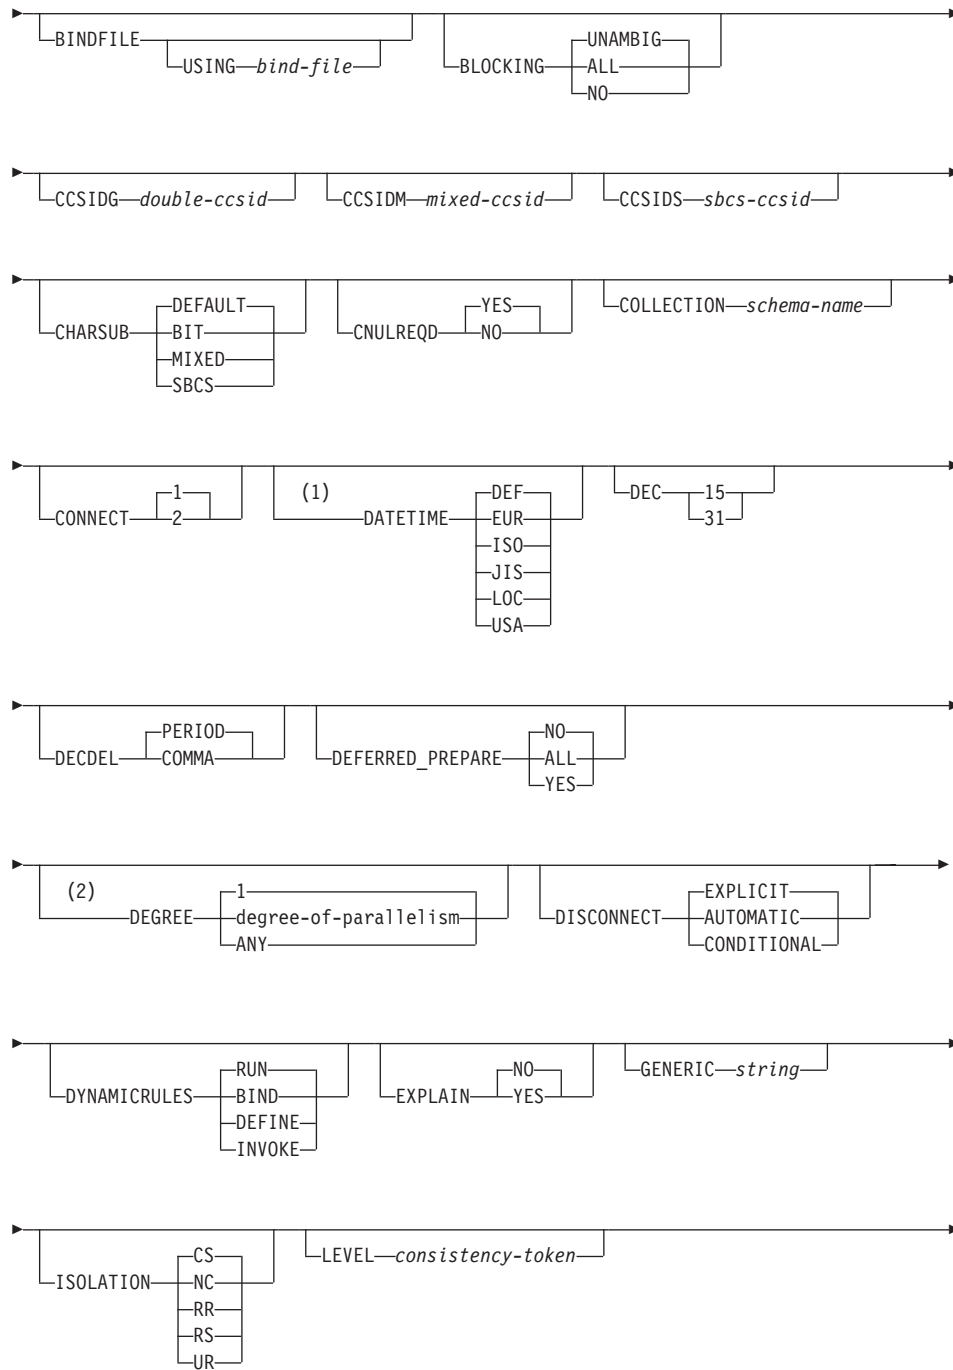 BINDFILE
USING bind-file
BLOCKING
UNAMBIG
ALL
NO
CCSIDG double-ccsid
CCSIDM mixed-ccsid
CCSIDS sbcs-ccsid
CHARSUB
DEFAULT
BIT
MIXED
SBCS
CNULREQD
YES
NO
COLLECTION schema-name
CONNECT
1
2
(1)
DATETIME
DEF
EUR
ISO
JIS
LOC
USA
DEC
15
31
DECDEL
PERIOD
COMMA
DEFERRED_PREPARE
NO
ALL
YES
(2)
DEGREE
1
degree-of-parallelism
ANY
DISCONNECT
EXPLICIT
AUTOMATIC
CONDITIONAL
DYNAMICRULES
RUN
BIND
DEFINE
INVOKE
EXPLAIN
NO
YES
GENERIC string
ISOLATION
CS
NC
RR
RS
UR
LEVEL consistency-token